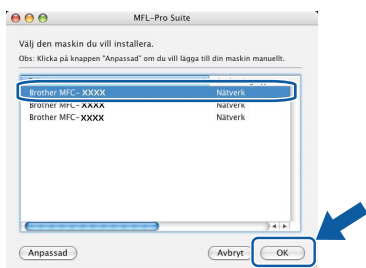 MFL-Pro Suite
Välj den maskin du vill installera.
Obs: Klicka på knappen "Anpassad" om du vill lägga till din maskin manuellt.
Brother MFC-XXXX Nätverk
Brother MFC-XXXX Nätverk
Brother MFC-XXXX Nätverk
Anpassad Avbryt OK